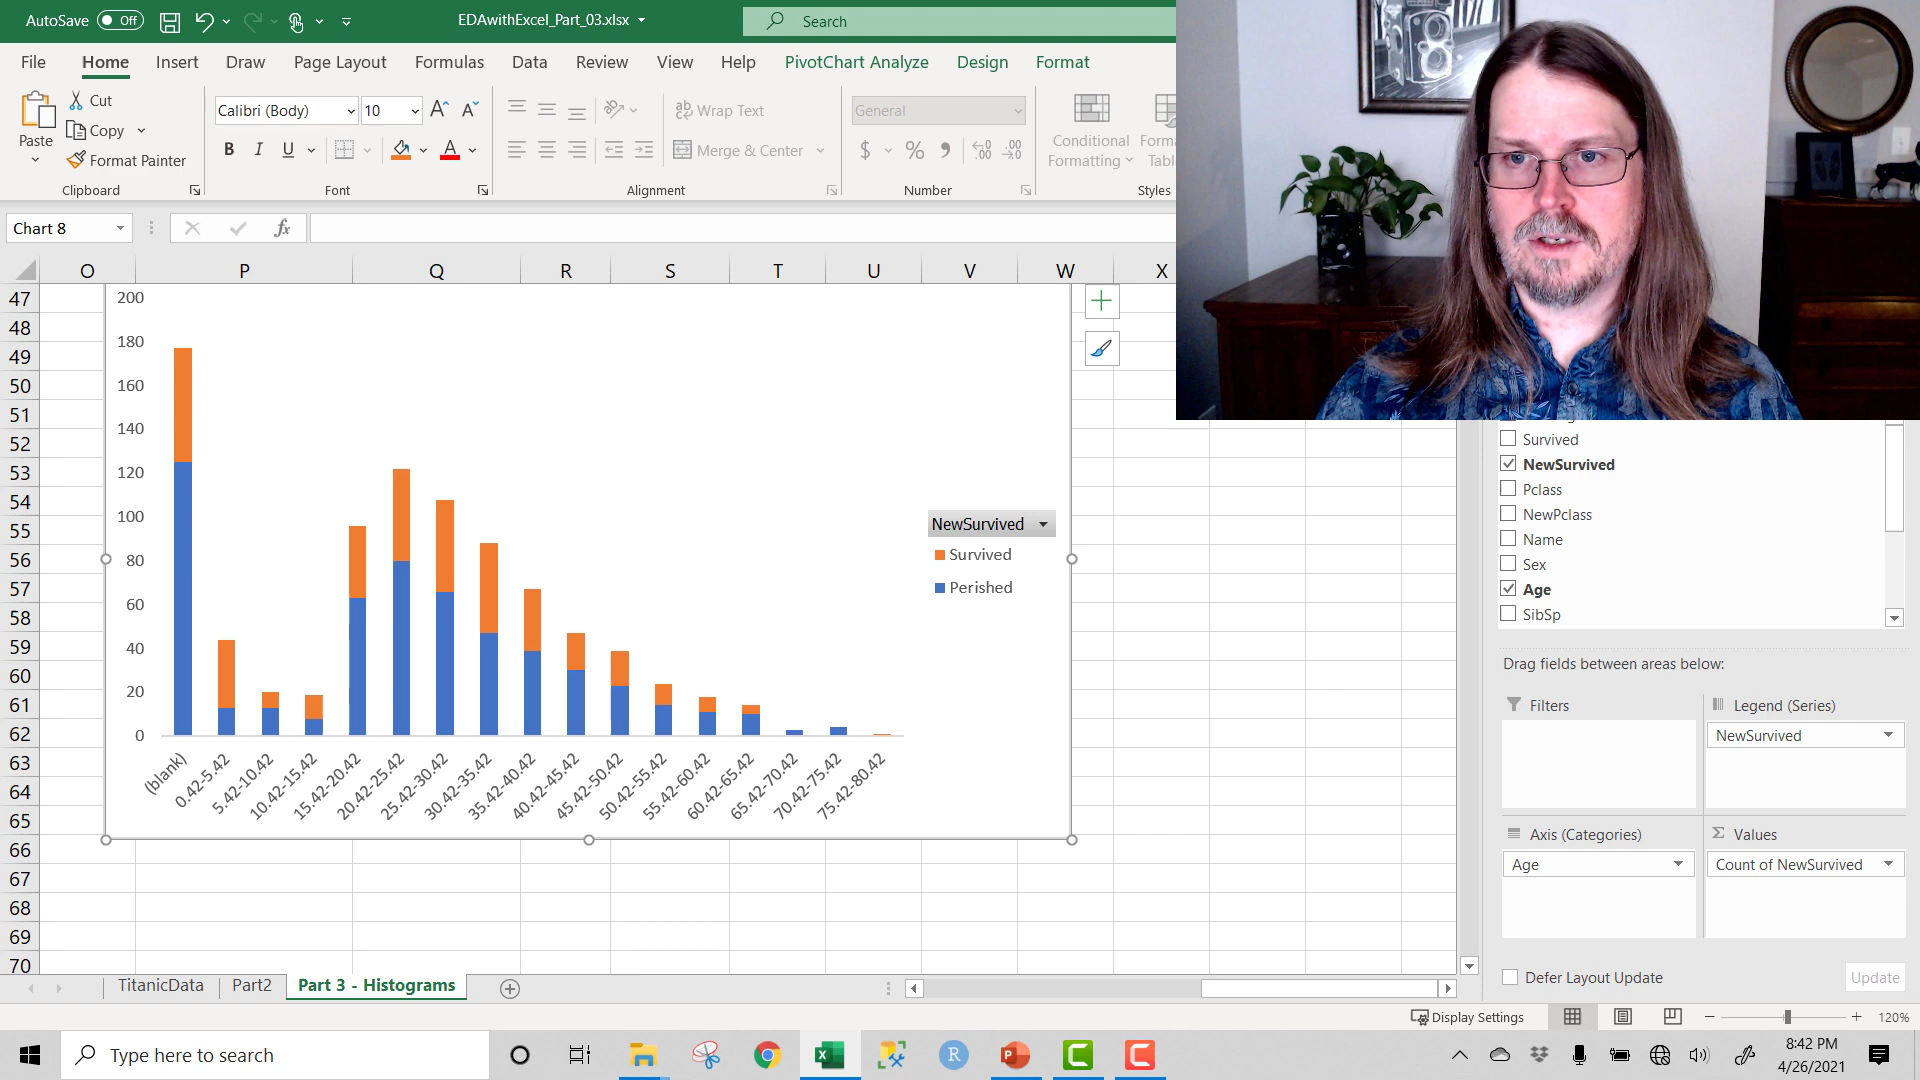 AutoSave Off EDAwithExcel_Part_03.xlsx Search
File Home Insert Draw Page Layout Formulas Data Review View Help PivotChart Analyze Design Format
Paste
Cut
Copy
Format Painter
Clipboard
Calibri (Body) 10
B I U A
Font
Wrap Text
Merge & Center
Alignment
General
$ % 9
Number
Conditional
Formatting
Styles
Chart 8
fx
O P Q R S T U V W X
47
48
49
50
51
52
53
54
55
56
57
58
59
60
61
62
63
64
65
66
67
68
69
70
200
180
160
140
120
100
80
60
40
20
0
(blank)
0.42-5.42
5.42-10.42
10.42-15.42
15.42-20.42
20.42-25.42
25.42-30.42
30.42-35.42
35.42-40.42
40.42-45.42
45.42-50.42
50.42-55.42
55.42-60.42
60.42-65.42
65.42-70.42
70.42-75.42
75.42-80.42
NewSurvived
Survived
Perished
Survived
NewSurvived
Pclass
NewPclass
Name
Sex
Age
SibSp
Drag fields between areas below:
Filters
Legend (Series)
NewSurvived
Axis (Categories)
Age
Values
Count of NewSurvived
Defer Layout Update
Update
TitanicData Part2 Part 3 - Histograms
Display Settings
120%
Type here to search
8:42 PM
4/26/2021